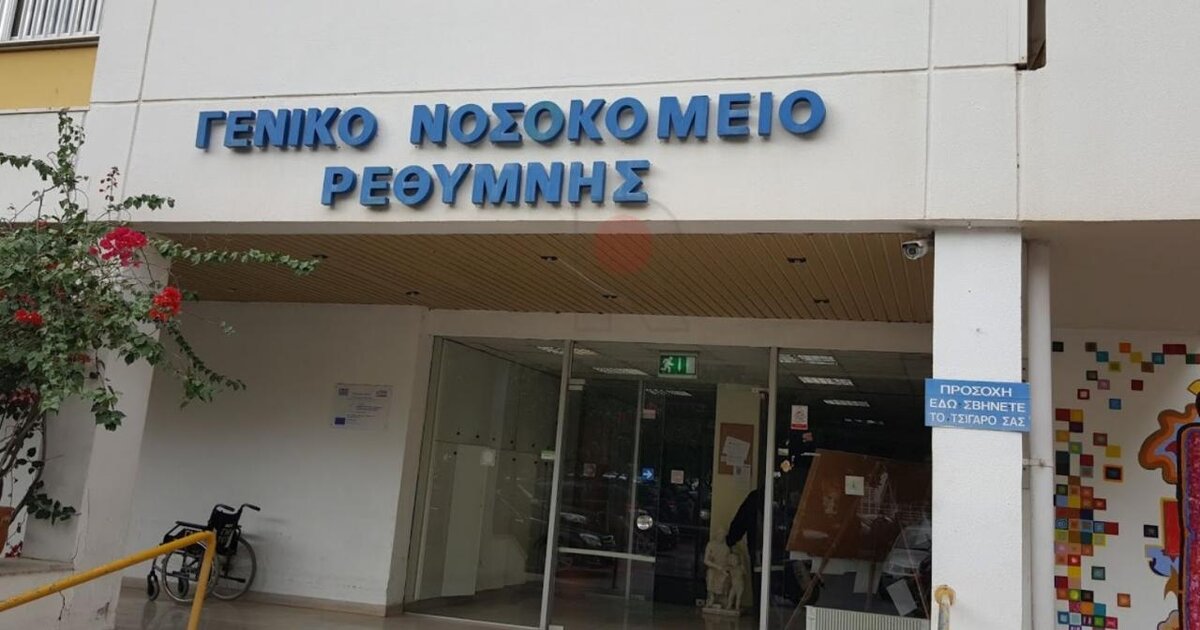 ΓΕΝΙΚΟ ΝΟΣΟΚΟΜΕΙΟ
ΡΕΘΥΜΝΗΣ
ΠΡΟΣΟΧΗ
ΕΔΩ ΣΒΗΝΕΤΕ
ΤΟ ΤΣΙΓΑΡΟ ΣΑΣ